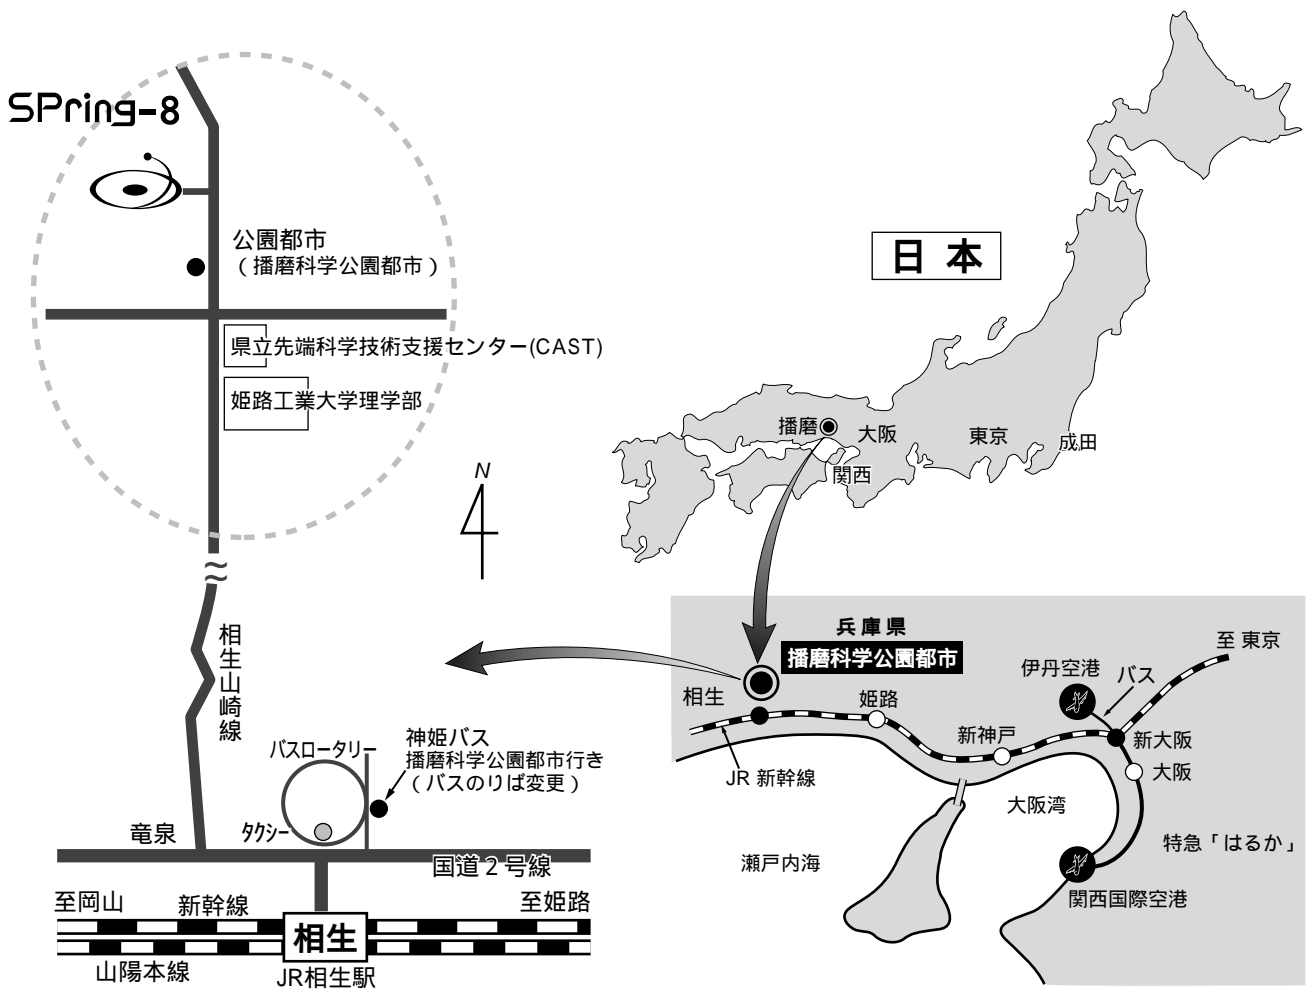 SPring-8
公園都市
（播磨科学公園都市）
県立先端科学技術支援センター(CAST)
姫路工業大学理学部
N
相生山崎線
バスロータリー
神姫バス
播磨科学公園都市行き
（バスのりば変更）
竜泉
タクシー
国道2号線
至岡山
新幹線
至姫路
相生
山陽本線
JR相生駅
日本
播磨
大阪
東京
成田
関西
兵庫県
播磨科学公園都市
至 東京
伊丹空港
バス
相生
姫路
新神戸
新大阪
JR 新幹線
大阪
大阪湾
特急「はるか」
瀬戸内海
関西国際空港